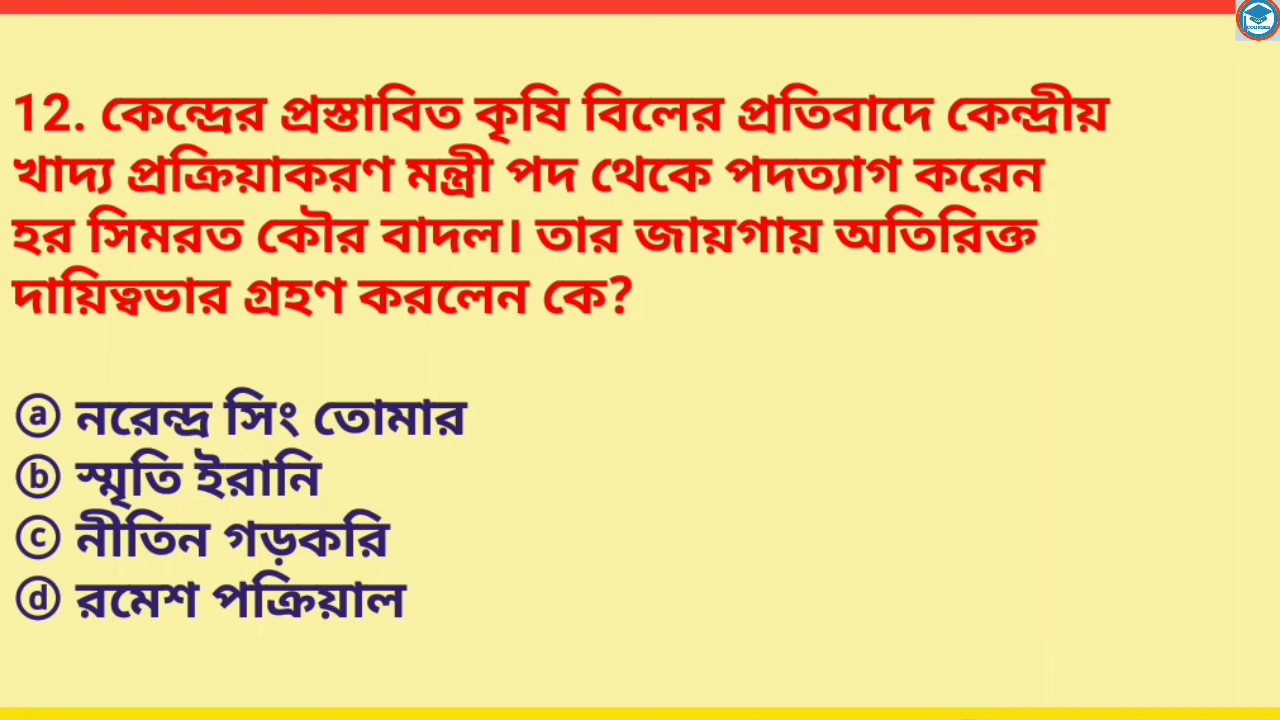 12. কেন্দ্রের প্রস্তাবিত কৃষি বিলের প্রতিবাদে কেন্দ্রীয়
খাদ্য প্রক্রিয়াকরণ মন্ত্রী পদ থেকে পদত্যাগ করেন
হর সিমরত কৌর বাদল। তার জায়গায় অতিরিক্ত
দায়িত্বভার গ্রহণ করলেন কে?
ⓐ নরেন্দ্র সিং তোমার
ⓑ স্মৃতি ইরানি
ⓒ নীতিন গড়করি
ⓓ রমেশ পক্রিয়াল